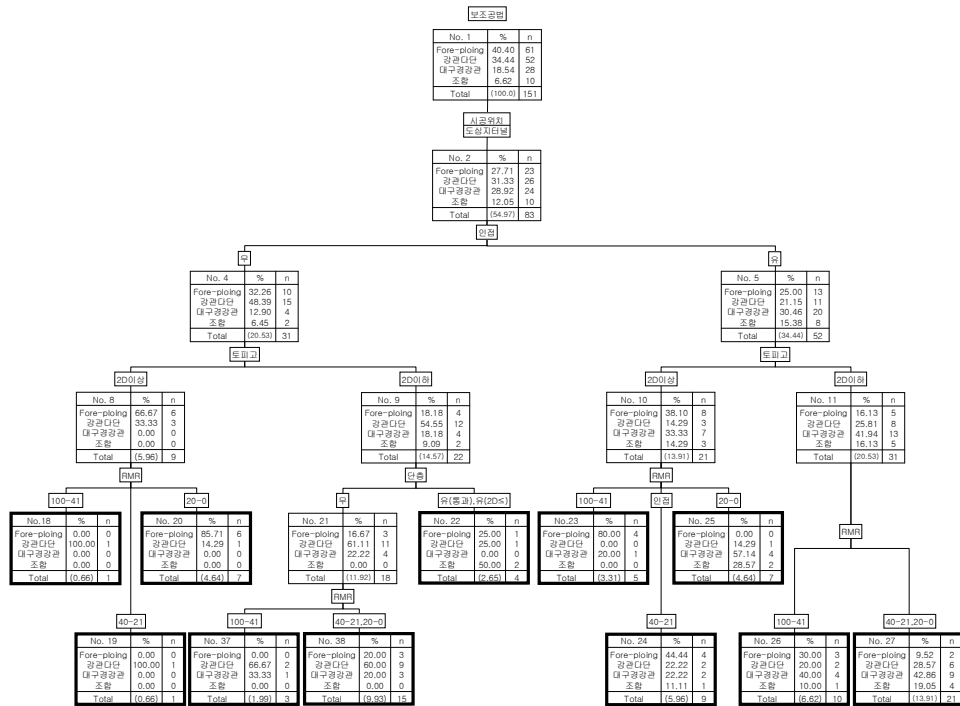 보조공법
No. 1 % n
Fore-ploing 40.40 61
강관다단 34.44 52
대구경강관 18.54 28
조합 6.62 10
Total (100.0) 151
시공위치
도심지터널
No. 2 % n
Fore-ploing 27.71 23
강관다단 31.33 26
대구경강관 28.92 24
조합 12.05 10
Total (54.97) 83
인접
무 유
No. 4 % n
Fore-ploing 32.26 10
강관다단 48.39 15
대구경강관 12.90 4
조합 6.45 2
Total (20.53) 31
No. 5 % n
Fore-ploing 25.00 13
강관다단 21.15 11
대구경강관 30.46 20
조합 15.38 8
Total (34.44) 52
토피고 토피고
2D이상 2D이하 2D이상 2D이하
No. 8 % n
Fore-ploing 66.67 6
강관다단 33.33 3
대구경강관 0.00 0
조합 0.00 0
Total (5.96) 9
No. 9 % n
Fore-ploing 18.18 4
강관다단 54.55 12
대구경강관 18.18 4
조합 9.09 2
Total (14.57) 22
No. 10 % n
Fore-ploing 38.10 8
강관다단 14.29 3
대구경강관 33.33 7
조합 14.29 3
Total (13.91) 21
No. 11 % n
Fore-ploing 16.13 5
강관다단 25.81 8
대구경강관 41.94 13
조합 16.13 5
Total (20.53) 31
RMR 단층 RMR
100-41 20-0 무 유(통과),유(2D≤) 100-41 인접 20-0
No.18 % n
Fore-ploing 0.00 0
강관다단 100.00 1
대구경강관 0.00 0
조합 0.00 0
Total (0.66) 1
No. 20 % n
Fore-ploing 85.71 6
강관다단 14.29 1
대구경강관 0.00 0
조합 0.00 0
Total (4.64) 7
No. 21 % n
Fore-ploing 16.67 3
강관다단 61.11 11
대구경강관 22.22 4
조합 0.00 0
Total (11.92) 18
No. 22 % n
Fore-ploing 25.00 1
강관다단 25.00 1
대구경강관 0.00 0
조합 50.00 2
Total (2.65) 4
No.23 % n
Fore-ploing 80.00 4
강관다단 0.00 0
대구경강관 20.00 1
조합 0.00 0
Total (3.31) 5
No. 25 % n
Fore-ploing 0.00 0
강관다단 14.29 1
대구경강관 57.14 4
조합 28.57 2
Total (4.64) 7
RMR
RMR
40-21 100-41 40-21,20-0 40-21 100-41 40-21,20-0
No. 19 % n
Fore-ploing 0.00 0
강관다단 100.00 1
대구경강관 0.00 0
조합 0.00 0
Total (0.66) 1
No. 37 % n
Fore-ploing 0.00 0
강관다단 66.67 2
대구경강관 33.33 1
조합 0.00 0
Total (1.99) 3
No. 38 % n
Fore-ploing 20.00 3
강관다단 60.00 9
대구경강관 20.00 3
조합 0.00 0
Total (9.93) 15
No. 24 % n
Fore-ploing 44.44 4
강관다단 22.22 2
대구경강관 22.22 2
조합 11.11 1
Total (5.96) 9
No. 26 % n
Fore-ploing 30.00 3
강관다단 20.00 2
대구경강관 40.00 4
조합 10.00 1
Total (6.62) 10
No. 27 % n
Fore-ploing 9.52 2
강관다단 28.57 6
대구경강관 42.86 9
조합 19.05 4
Total (13.91) 21